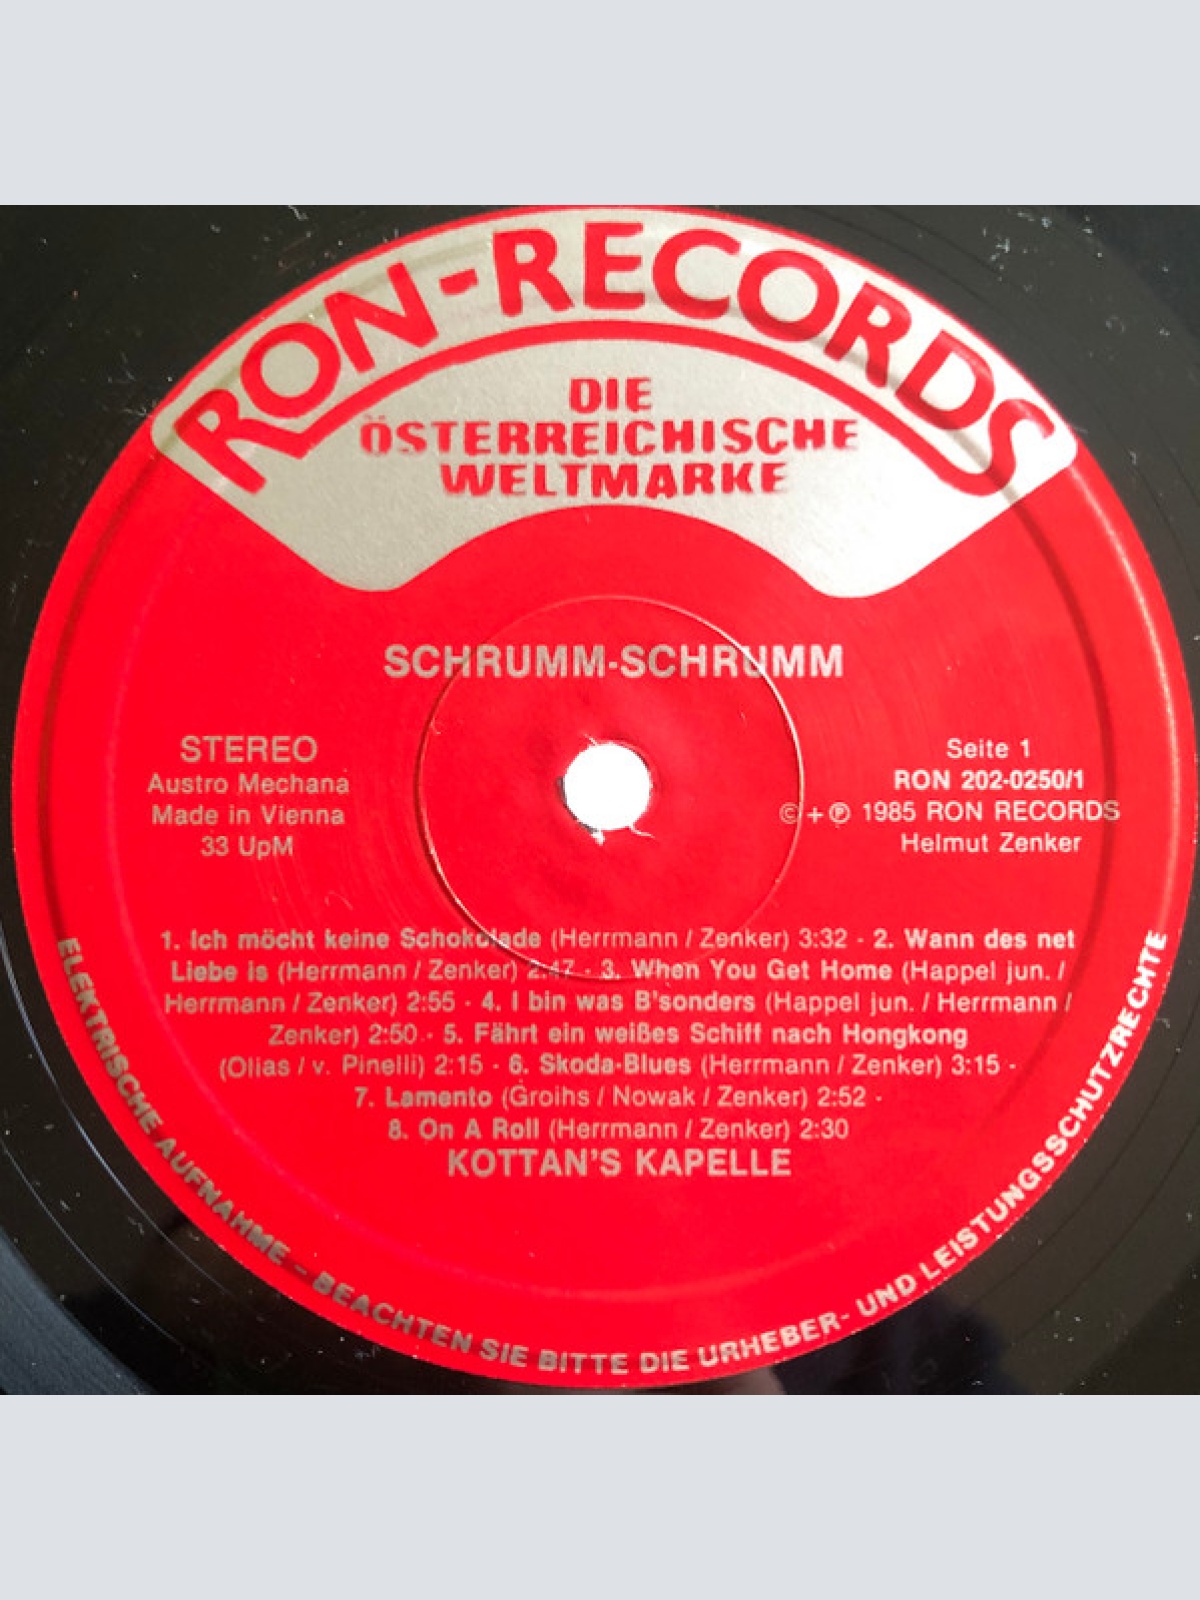 RON-RECORDS
DIE
ÖSTERREICHISCHE
WELTMARKE
SCHRUMM-SCHRUMM
STEREO
Austro Mechana
Made in Vienna
33 UpM
Seite 1
RON 202-0250/1
©+℗ 1985 RON RECORDS
Helmut Zenker
1. Ich möcht keine Schokolade (Herrmann / Zenker) 3:32 · 2. Wann des net
Liebe is (Herrmann / Zenker) 2:47 · 3. When You Get Home (Happel jun. /
Herrmann / Zenker) 2:55 · 4. I bin was B'sonders (Happel jun. / Herrmann /
Zenker) 2:50 · 5. Fährt ein weißes Schiff nach Hongkong
(Olias / v. Pinelli) 2:15 · 6. Skoda-Blues (Herrmann / Zenker) 3:15 ·
7. Lamento (Groihs / Nowak / Zenker) 2:52 ·
8. On A Roll (Herrmann / Zenker) 2:30
KOTTAN'S KAPELLE
ELEKTRISCHE AUFNAHME - BEACHTEN SIE BITTE DIE URHEBER- UND LEISTUNGSSCHUTZRECHTE